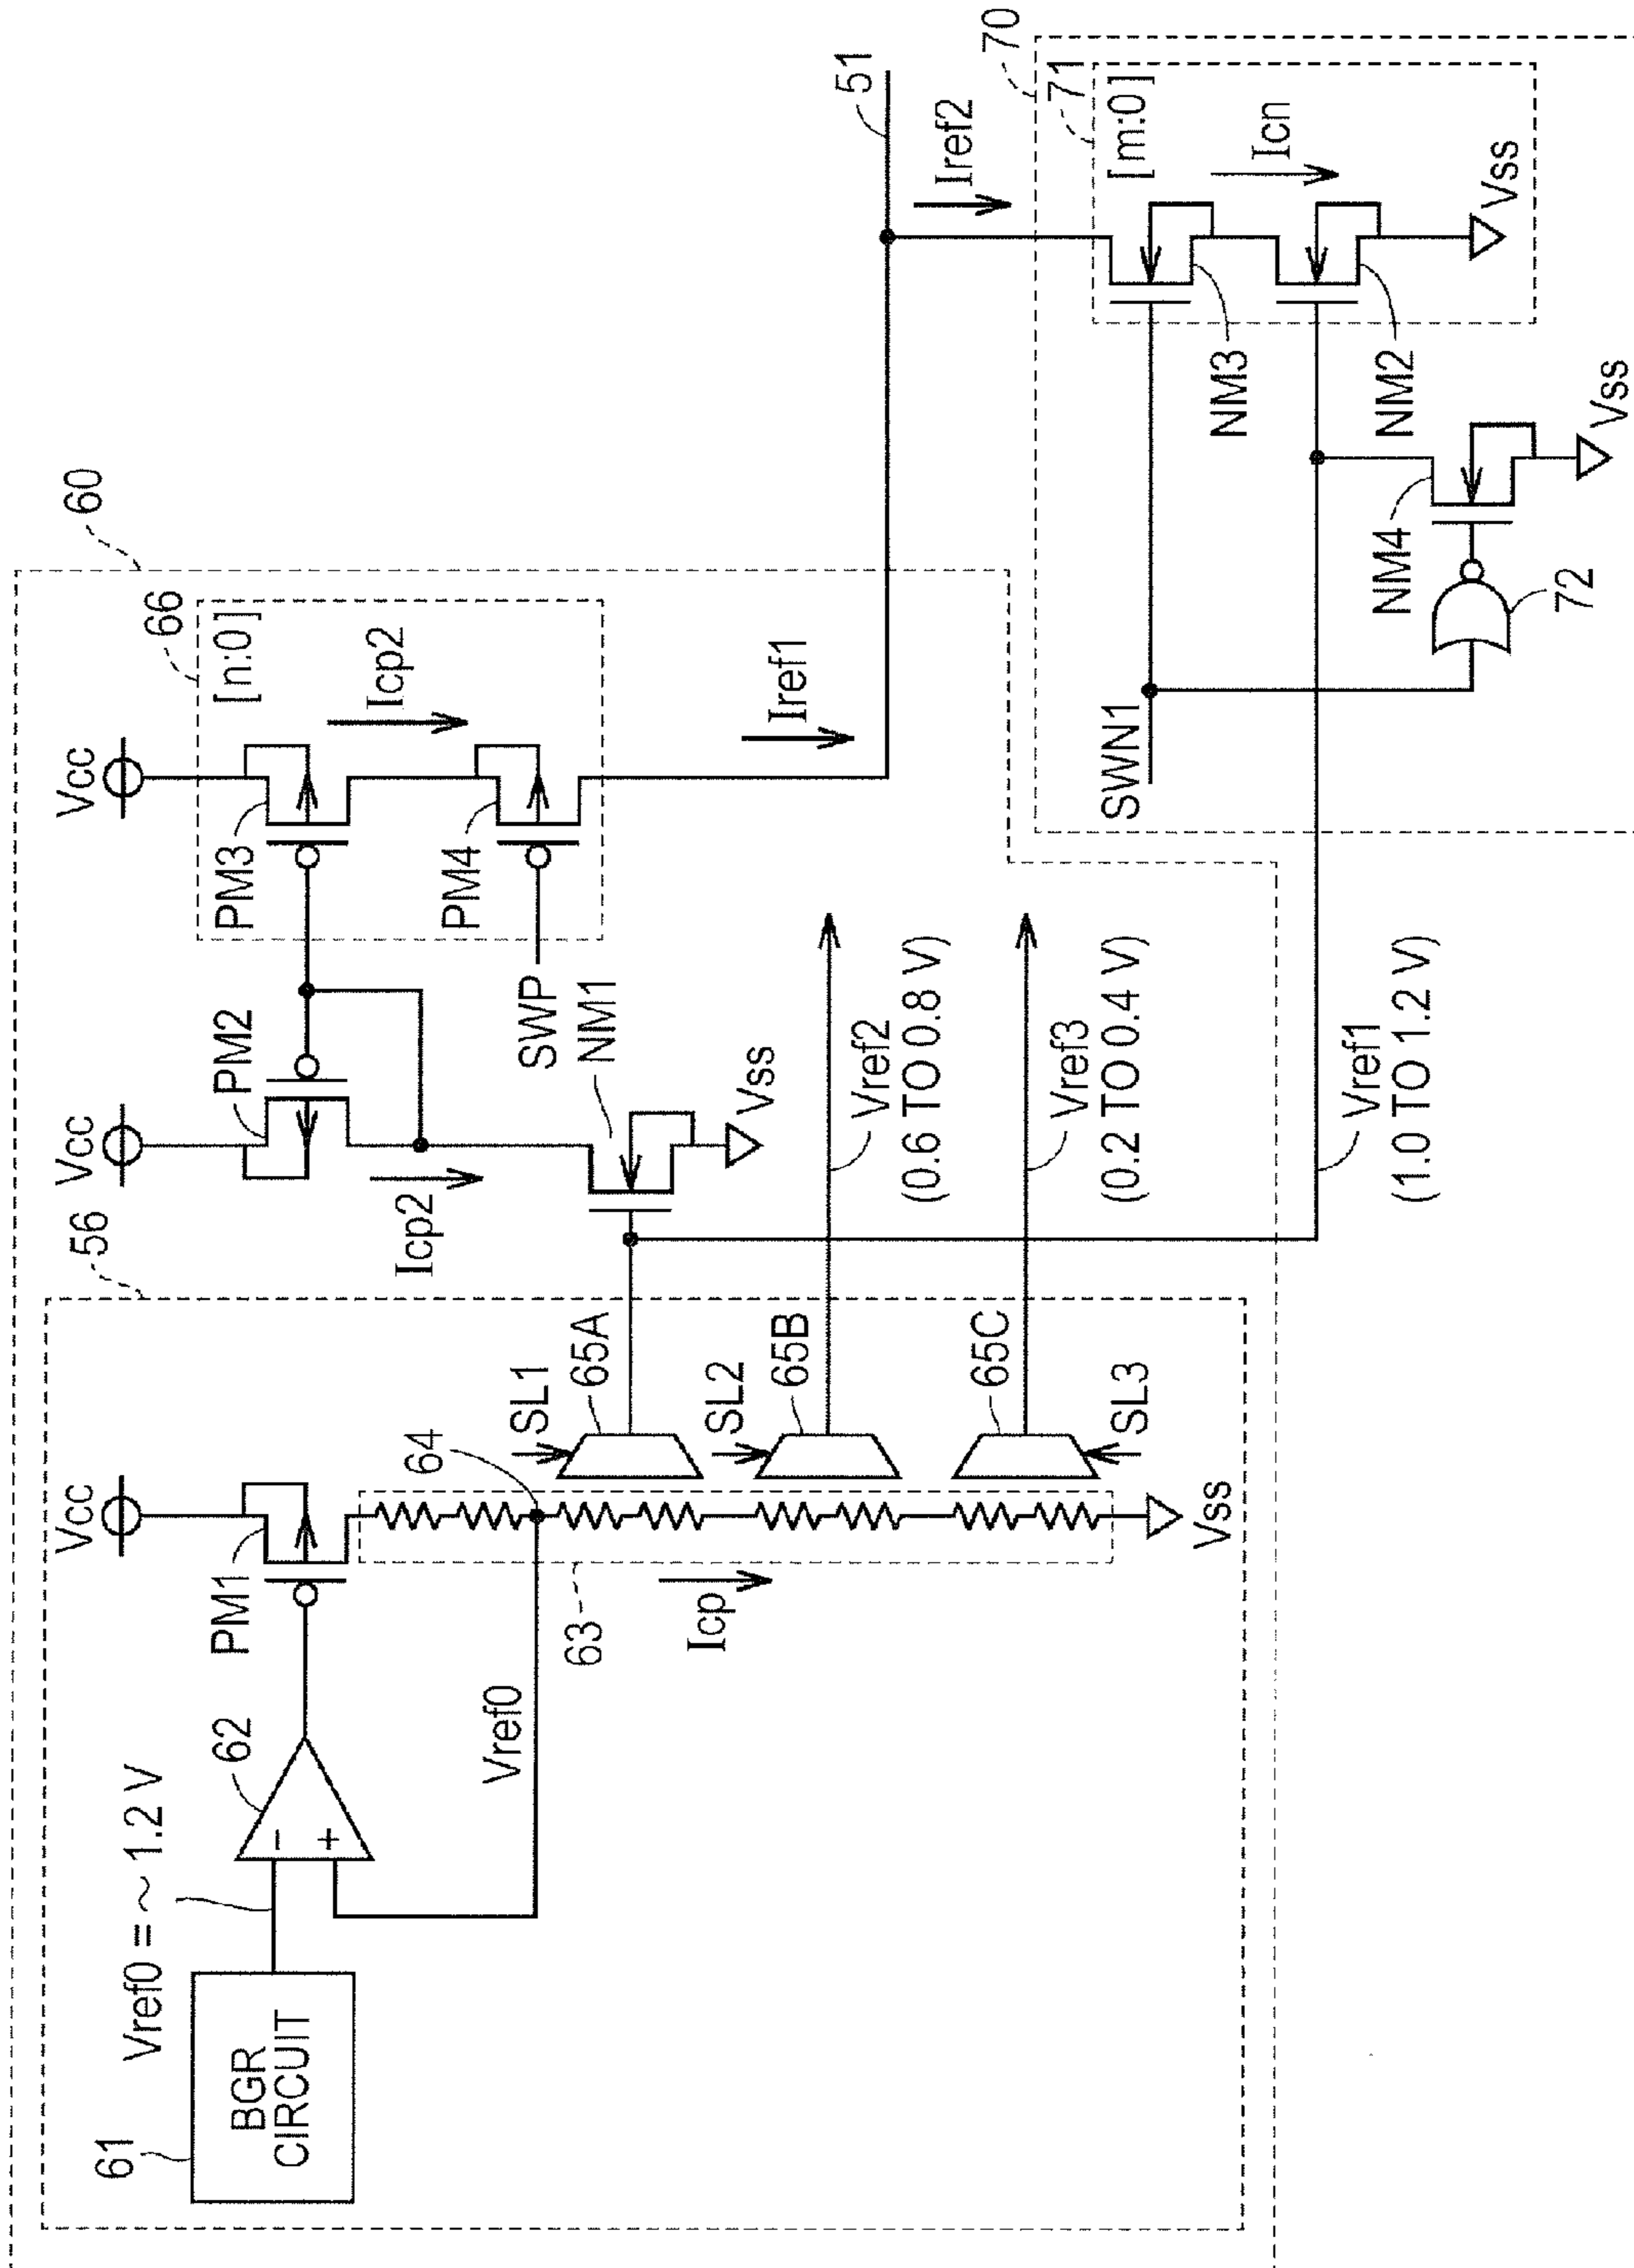 60
56
61
BGR
CIRCUIT
Vref0 = ~ 1.2 V
62
−
+
Vref0
Vcc
PM1
64
63
Icp
Vss
SL1
65A
SL2
65B
65C
SL3
Vcc
PM2
Icp2
NM1
Vss
Vcc
66
[n:0]
PM3
Icp2
PM4
SWP
Iref1
Vref2
(0.6 TO 0.8 V)
Vref3
(0.2 TO 0.4 V)
Vref1
(1.0 TO 1.2 V)
51
Iref2
70
71
[m:0]
Icn
NM3
NM2
Vss
SWN1
NM4
72
Vss